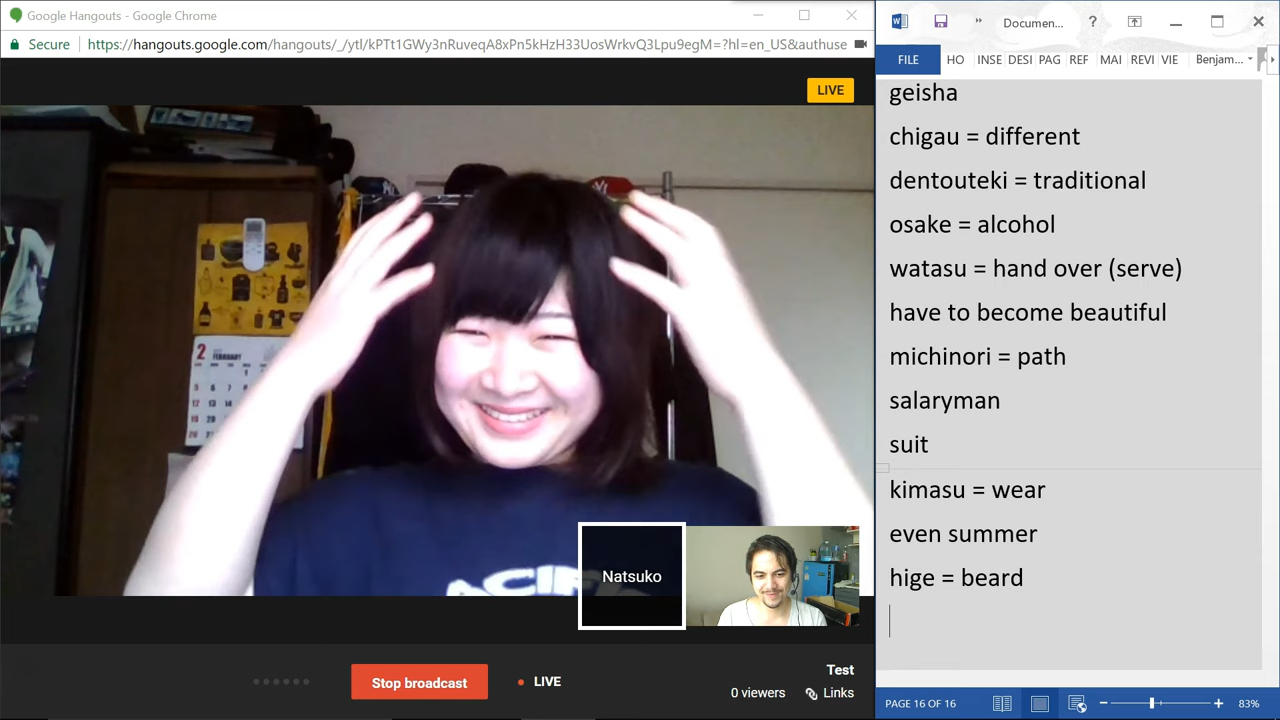 Google Hangouts - Google Chrome
Secure
https://hangouts.google.com/hangouts/_/ytl/kPTt1GWy3nRuveqA8xPn5kHzH33UusWrkvQ3Lpu9egM=?hl=en_US&authuse
LIVE
2 FEBRUARY
Natsuko
Stop broadcast
LIVE
Test
0 viewers
Links
Documen...
?
FILE HO INSE DESI PAG REF MAI REVI VIE Benjam...
geisha
chigau = different
dentouteki = traditional
osake = alcohol
watasu = hand over (serve)
have to become beautiful
michinori = path
salaryman
suit
kimasu = wear
even summer
hige = beard
PAGE 16 OF 16
83%